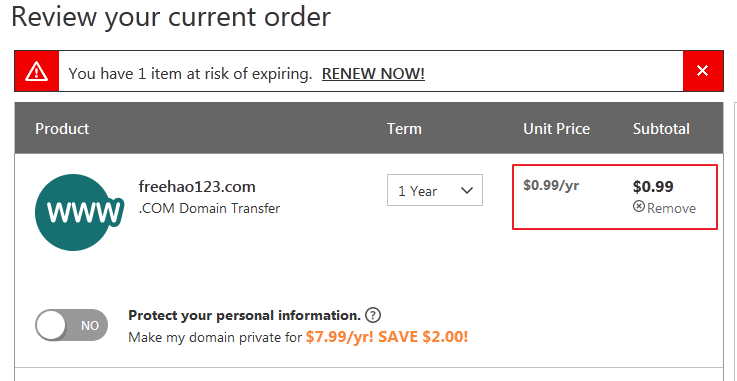 Review your current order
You have 1 item at risk of expiring. RENEW NOW!
Product Term Unit Price Subtotal
WWW
freehao123.com
.COM Domain Transfer
1 Year
$0.99/yr
$0.99
Remove
NO
Protect your personal information. ?
Make my domain private for $7.99/yr! SAVE $2.00!